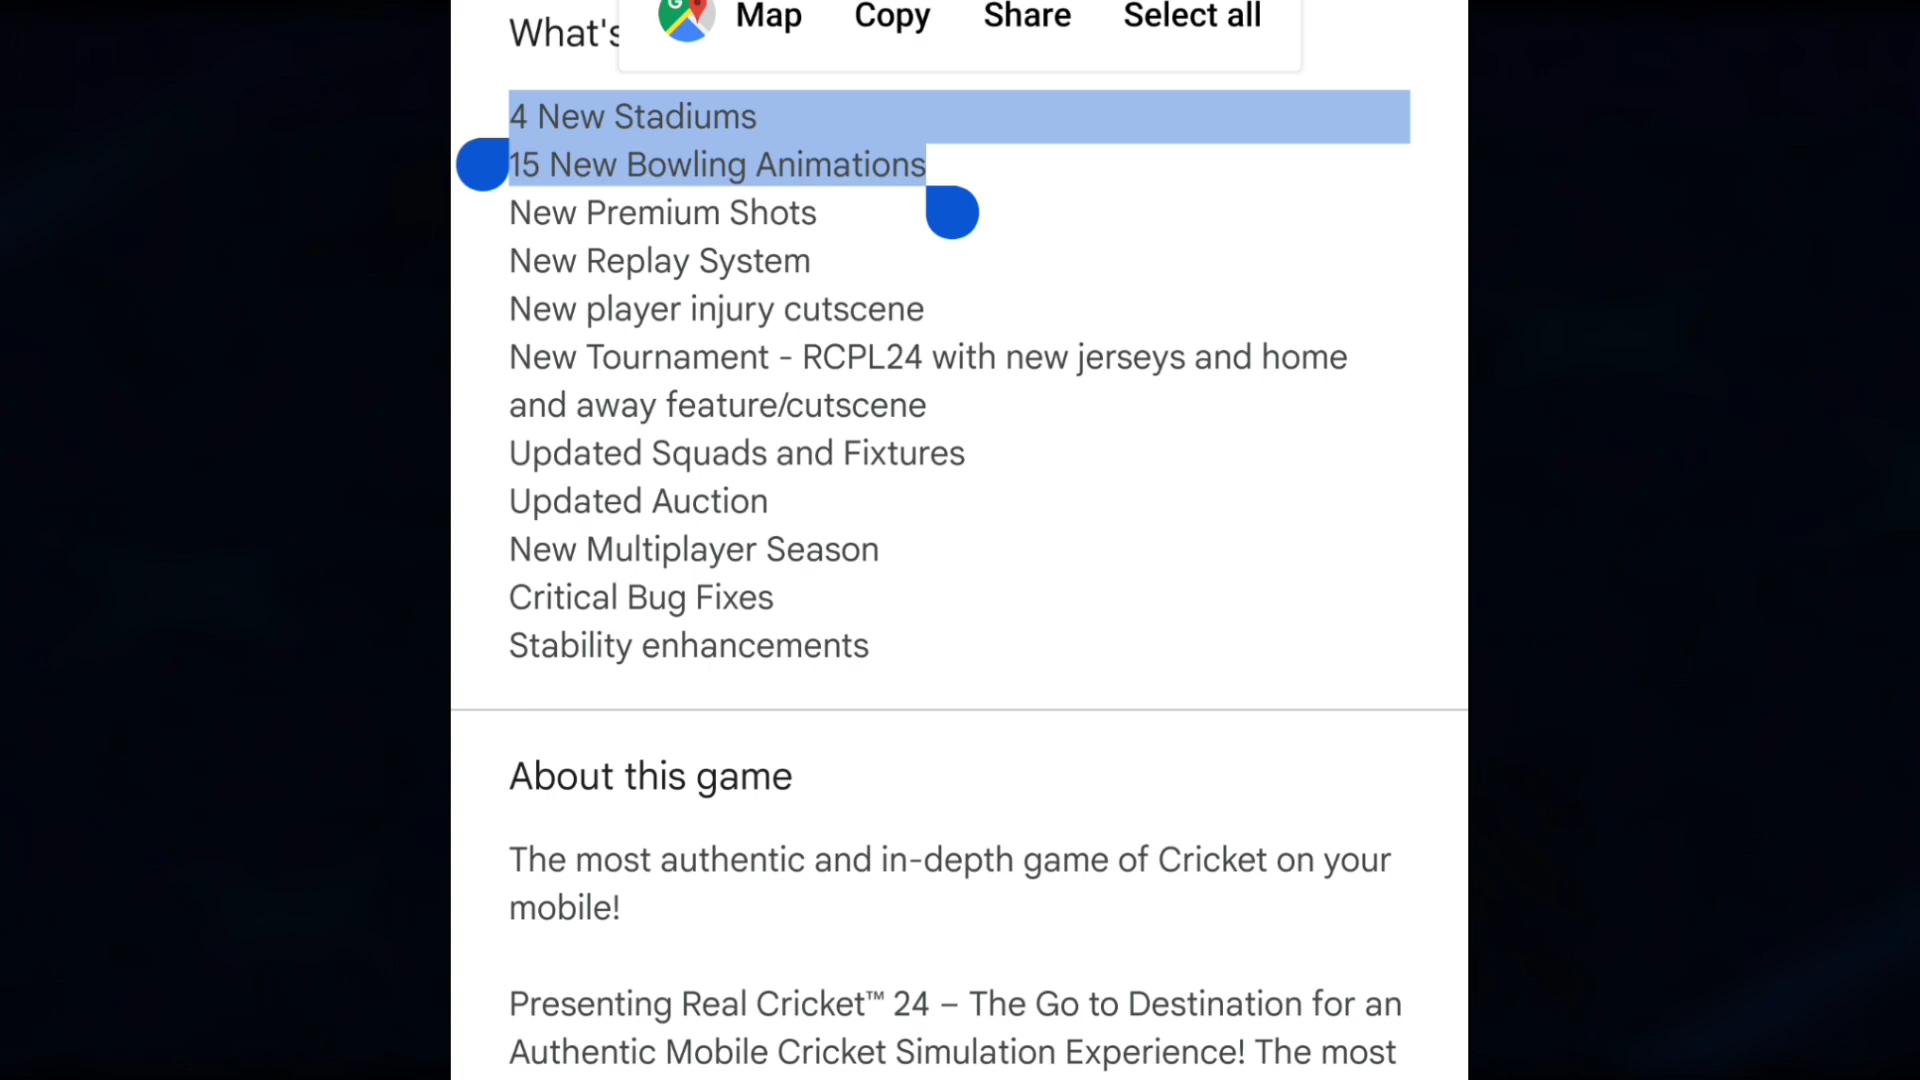 What's
Map Copy Share Select all
4 New Stadiums
15 New Bowling Animations
New Premium Shots
New Replay System
New player injury cutscene
New Tournament - RCPL24 with new jerseys and home
and away feature/cutscene
Updated Squads and Fixtures
Updated Auction
New Multiplayer Season
Critical Bug Fixes
Stability enhancements
About this game
The most authentic and in-depth game of Cricket on your
mobile!
Presenting Real Cricket™ 24 – The Go to Destination for an
Authentic Mobile Cricket Simulation Experience! The most